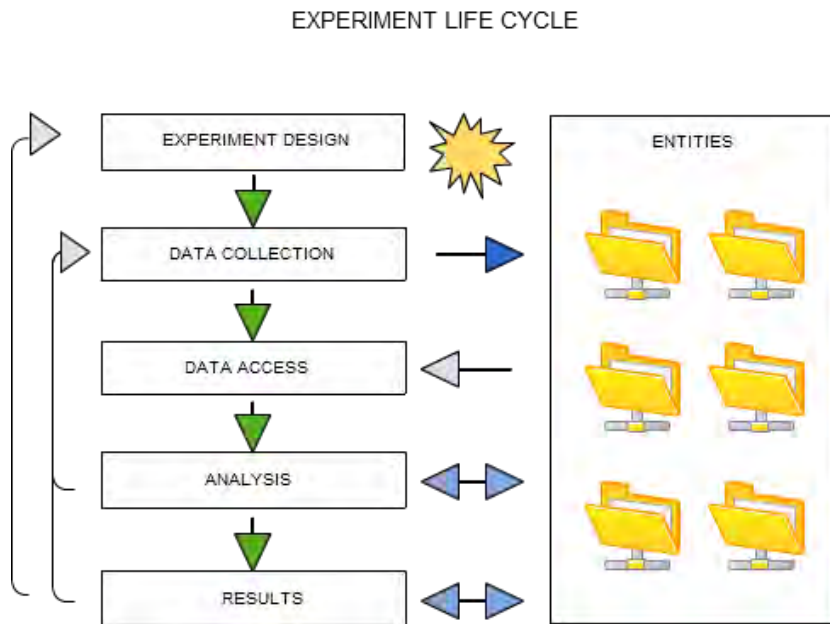 EXPERIMENT LIFE CYCLE
EXPERIMENT DESIGN
ENTITIES
DATA COLLECTION
DATA ACCESS
ANALYSIS
RESULTS